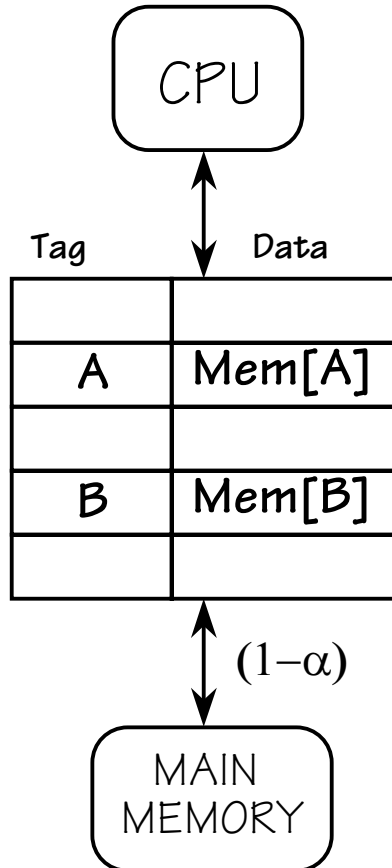 CPU
Tag Data
A Mem[A]
B Mem[B]
(1−α)
MAIN
MEMORY